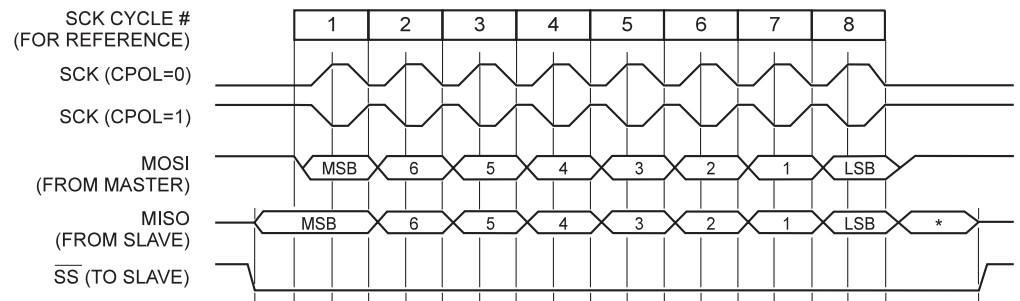 SCK CYCLE # 1 2 3 4 5 6 7 8
(FOR REFERENCE)
SCK (CPOL=0)
SCK (CPOL=1)
MOSI MSB 6 5 4 3 2 1 LSB
(FROM MASTER)
MISO MSB 6 5 4 3 2 1 LSB *
(FROM SLAVE)
SS (TO SLAVE)